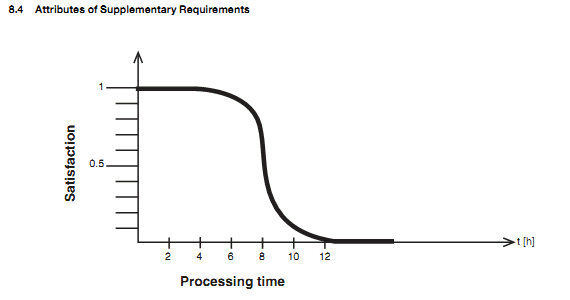 8.4 Attributes of Supplementary Requirements
1
0.5
Satisfaction
t [h]
2 4 6 8 10 12
Processing time